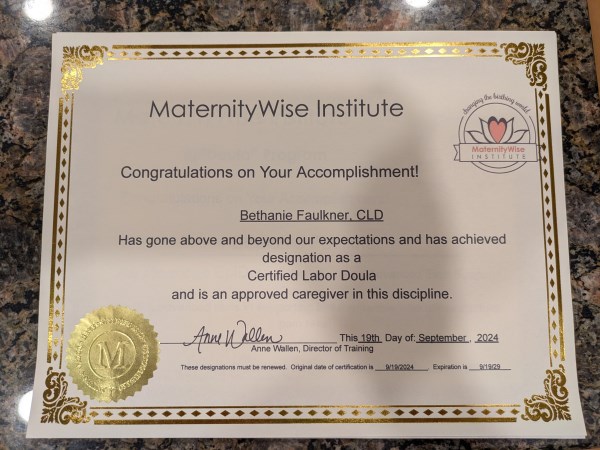 MaternityWise Institute
changing the birthing world
MaternityWise
INSTITUTE
Congratulations on Your Accomplishment!
Bethanie Faulkner, CLD
Has gone above and beyond our expectations and has achieved
designation as a
Certified Labor Doula
and is an approved caregiver in this discipline.
Anne Wallen This 19th Day of: September , 2024
Anne Wallen, Director of Training
These designations must be renewed. Original date of certification is 9/19/2024 . Expiration is 9/19/29
M